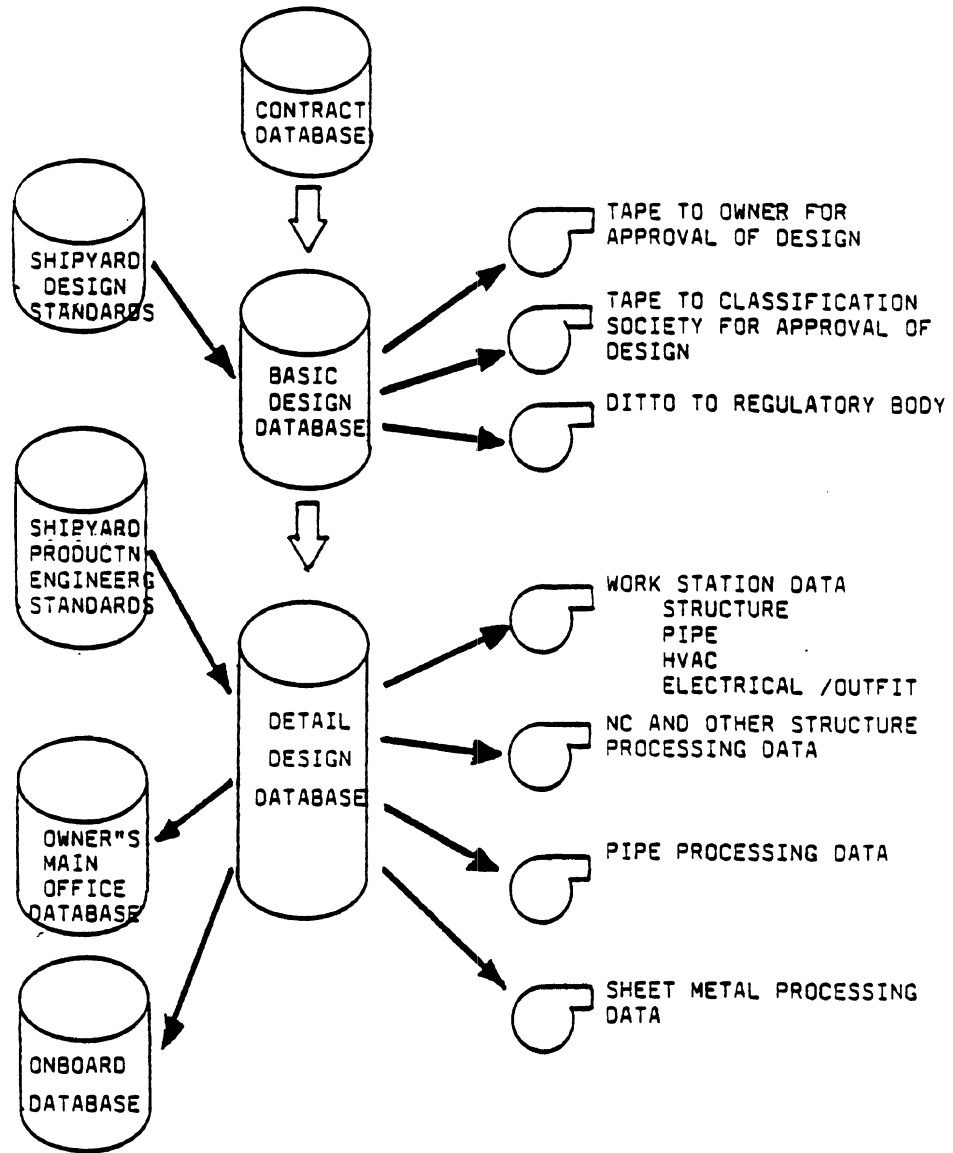 CONTRACT
DATABASE
SHIPYARD
DESIGN
STANDARDS
TAPE TO OWNER FOR
APPROVAL OF DESIGN
TAPE TO CLASSIFICATION
SOCIETY FOR APPROVAL OF
DESIGN
BASIC
DESIGN
DATABASE
DITTO TO REGULATORY BODY
SHIPYARD
PRODUCTN
ENGINEERG
STANDARDS
WORK STATION DATA
STRUCTURE
PIPE
HVAC
ELECTRICAL /OUTFIT
DETAIL
DESIGN
DATABASE
NC AND OTHER STRUCTURE
PROCESSING DATA
OWNER"S
MAIN
OFFICE
DATABASE
PIPE PROCESSING DATA
SHEET METAL PROCESSING
DATA
ONBOARD
DATABASE